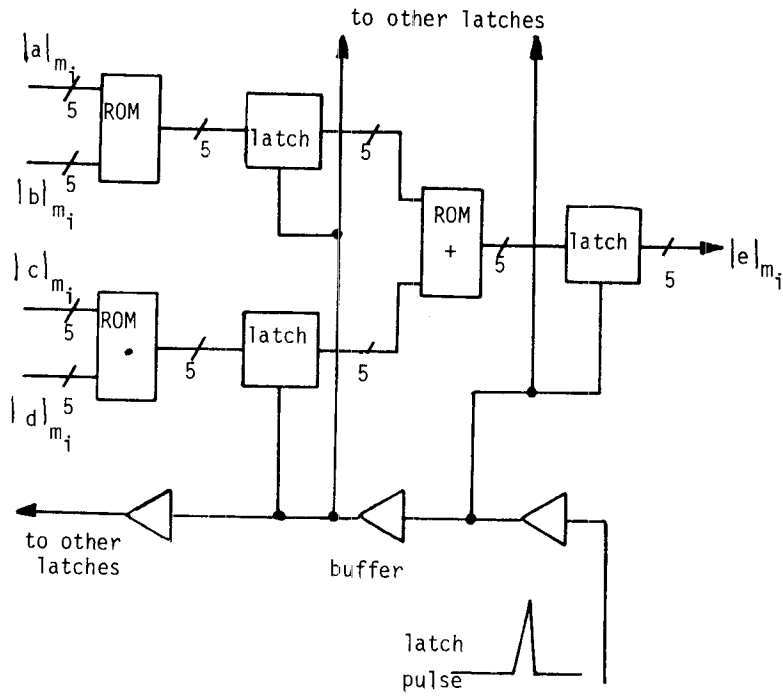 to other latches
|a|mi
5
ROM
5
latch
5
5
|b|mi
ROM
+
5
latch
5
|e|mi
|c|mi
5
ROM
.
5
latch
5
5
|d|mi
to other
latches
buffer
latch
pulse